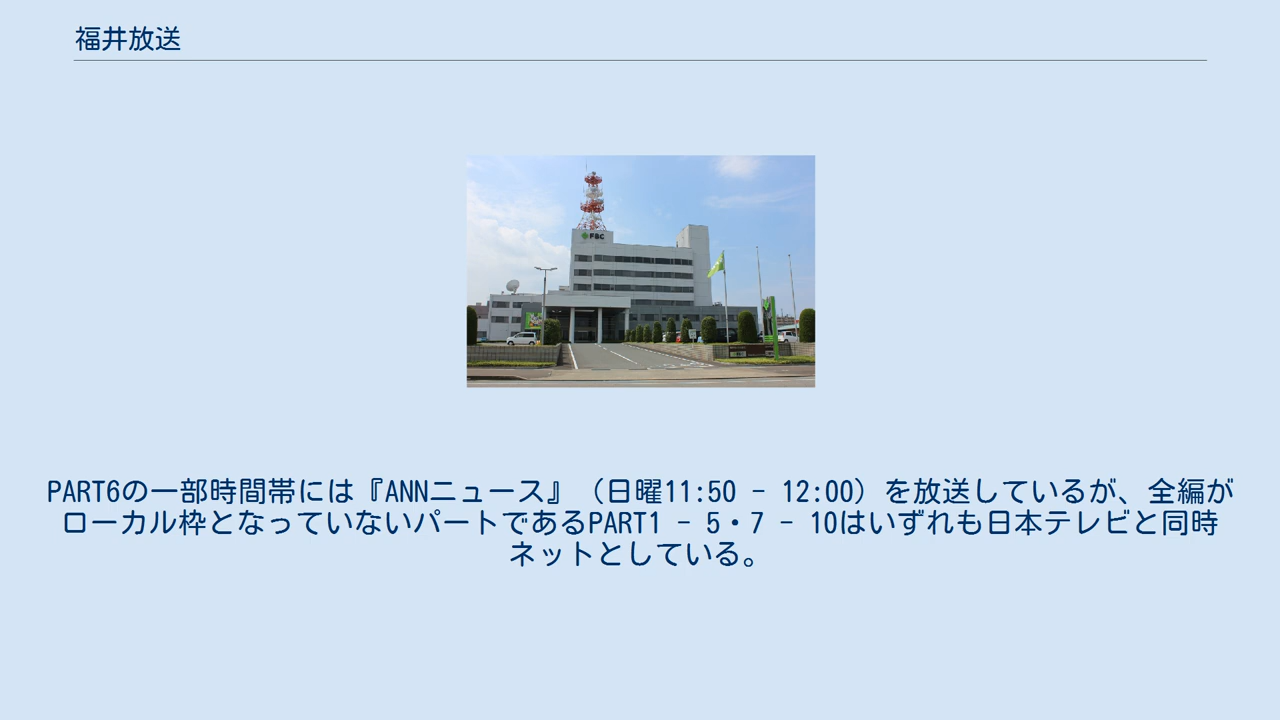 福井放送
FBC
PART6の一部時間帯には『ANNニュース』（日曜11:50 - 12:00）を放送しているが、全編が
ローカル枠となっていないパートであるPART1 - 5・7 - 10はいずれも日本テレビと同時
ネットとしている。